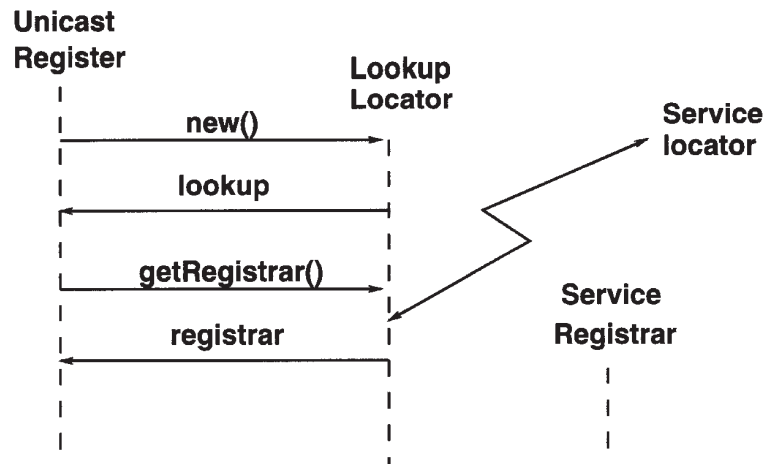 Unicast
Register
Lookup
Locator
new()
Service
locator
lookup
getRegistrar()
Service
Registrar
registrar